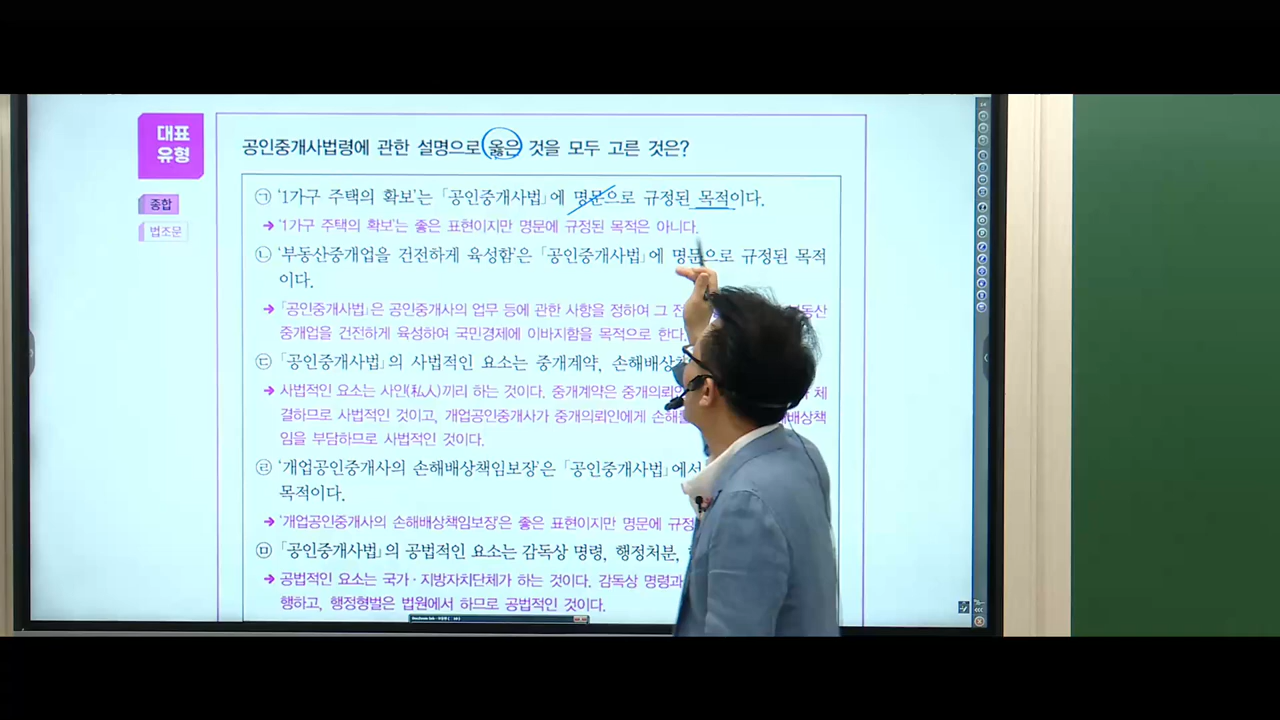 대표
유형
종합
법조문
공인중개사법령에 관한 설명으로 옳은 것을 모두 고른 것은?
㉠ '1가구 주택의 확보'는 「공인중개사법」에 명문으로 규정된 목적이다.
➔ '1가구 주택의 확보'는 좋은 표현이지만 명문에 규정된 목적은 아니다.
㉡ '부동산중개업을 건전하게 육성함'은 「공인중개사법」에 명문으로 규정된 목적
이다.
➔ 「공인중개사법」은 공인중개사의 업무 등에 관한 사항을 정하여 그 전
중개업을 건전하게 육성하여 국민경제에 이바지함을 목적으로 한다.
㉢ 「공인중개사법」의 사법적인 요소는 중개계약, 손해배상책
➔ 사법적인 요소는 사인(私人)끼리 하는 것이다. 중개계약은 중개의뢰인 체
결하므로 사법적인 것이고, 개업공인중개사가 중개의뢰인에게 손해를 해배상책
임을 부담하므로 사법적인 것이다.
㉣ '개업공인중개사의 손해배상책임보장'은 「공인중개사법」에서
목적이다.
➔ '개업공인중개사의 손해배상책임보장'은 좋은 표현이지만 명문에 규정
㉤ 「공인중개사법」의 공법적인 요소는 감독상 명령, 행정처분,
➔ 공법적인 요소는 국가·지방자치단체가 하는 것이다. 감독상 명령과
행하고, 행정형벌은 법원에서 하므로 공법적인 것이다.